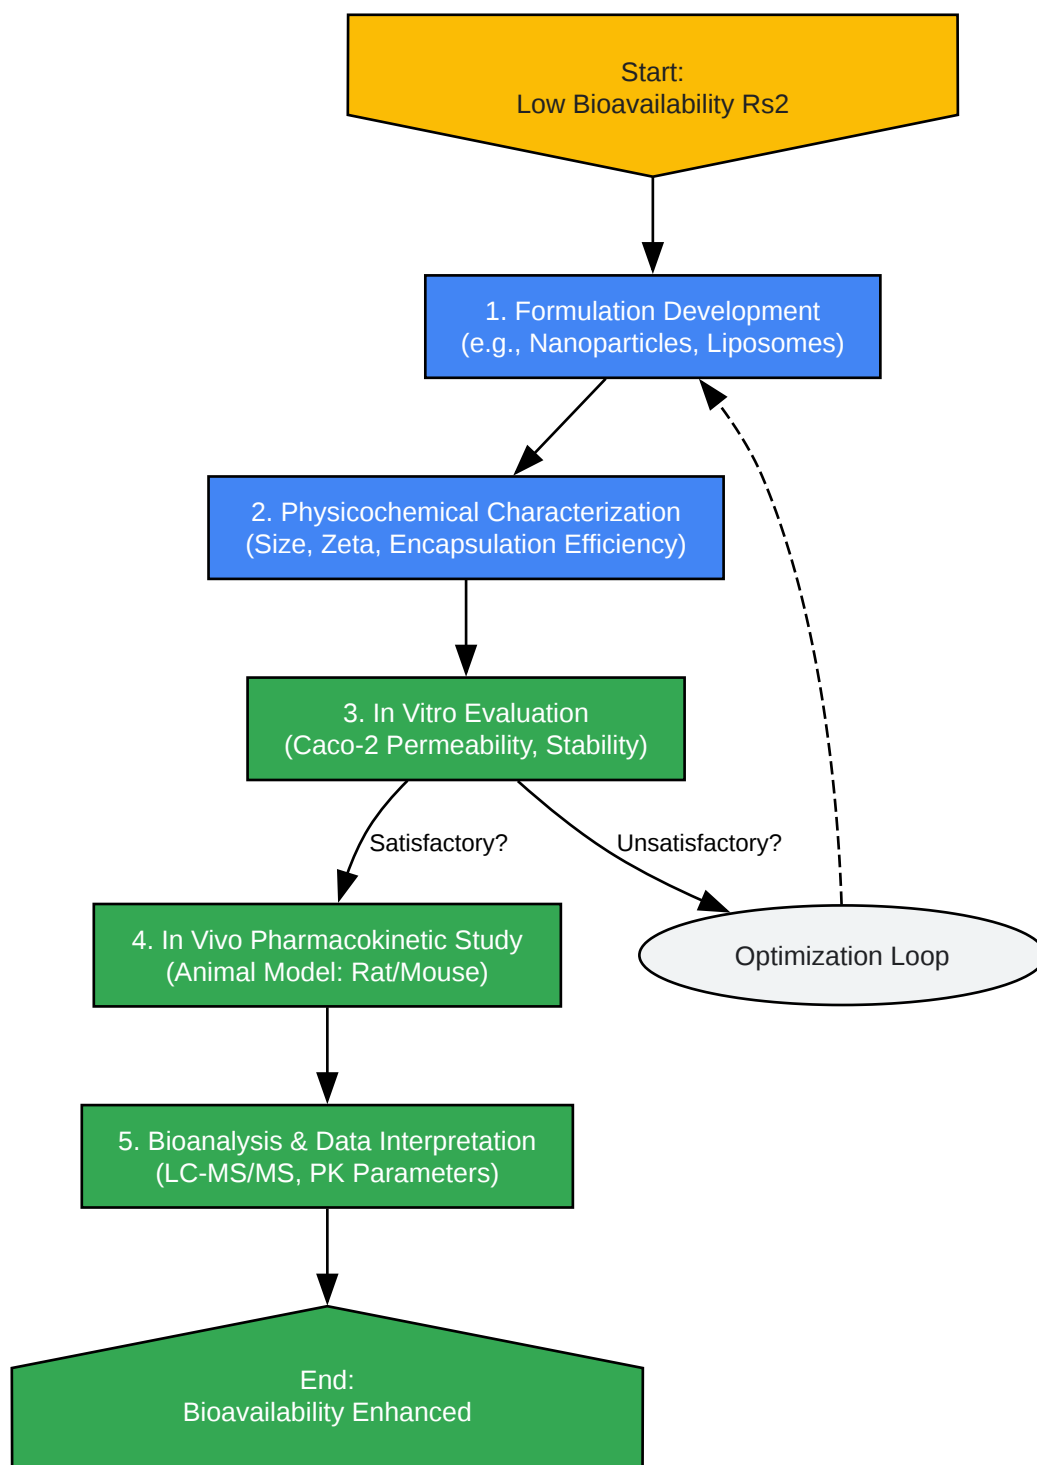 Start:
Low Bioavailability Rs2
1. Formulation Development
(e.g., Nanoparticles, Liposomes)
2. Physicochemical Characterization
(Size, Zeta, Encapsulation Efficiency)
3. In Vitro Evaluation
(Caco-2 Permeability, Stability)
Satisfactory?
Unsatisfactory?
4. In Vivo Pharmacokinetic Study
(Animal Model: Rat/Mouse)
Optimization Loop
5. Bioanalysis & Data Interpretation
(LC-MS/MS, PK Parameters)
End:
Bioavailability Enhanced